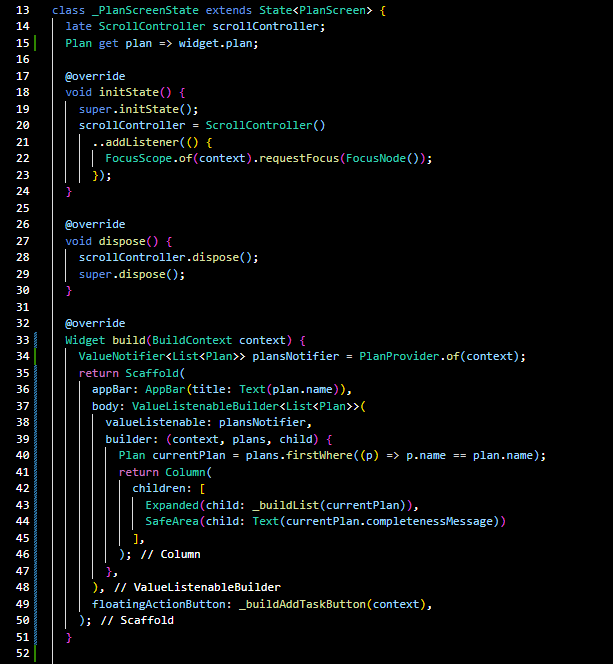 13 class _PlanScreenState extends State<PlanScreen> {
14   late ScrollController scrollController;
15   Plan get plan => widget.plan;
16
17   @override
18   void initState() {
19     super.initState();
20     scrollController = ScrollController()
21       ..addListener(() {
22         FocusScope.of(context).requestFocus(FocusNode());
23       });
24   }
25
26   @override
27   void dispose() {
28     scrollController.dispose();
29     super.dispose();
30   }
31
32   @override
33   Widget build(BuildContext context) {
34     ValueNotifier<List<Plan>> plansNotifier = PlanProvider.of(context);
35     return Scaffold(
36       appBar: AppBar(title: Text(plan.name)),
37       body: ValueListenableBuilder<List<Plan>>(
38         valueListenable: plansNotifier,
39         builder: (context, plans, child) {
40           Plan currentPlan = plans.firstWhere((p) => p.name == plan.name);
41           return Column(
42             children: [
43               Expanded(child: _buildList(currentPlan)),
44               SafeArea(child: Text(currentPlan.completenessMessage))
45             ],
46           ); // Column
47         },
48       ), // ValueListenableBuilder
49       floatingActionButton: _buildAddTaskButton(context),
50     ); // Scaffold
51   }
52